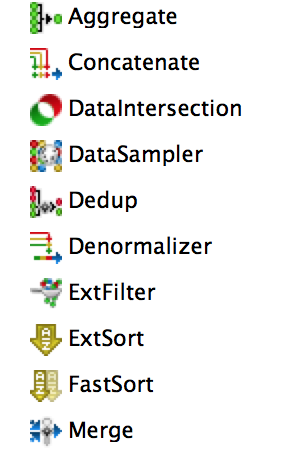 Aggregate
Concatenate
DataIntersection
DataSampler
Dedup
Denormalizer
ExtFilter
ExtSort
FastSort
Merge